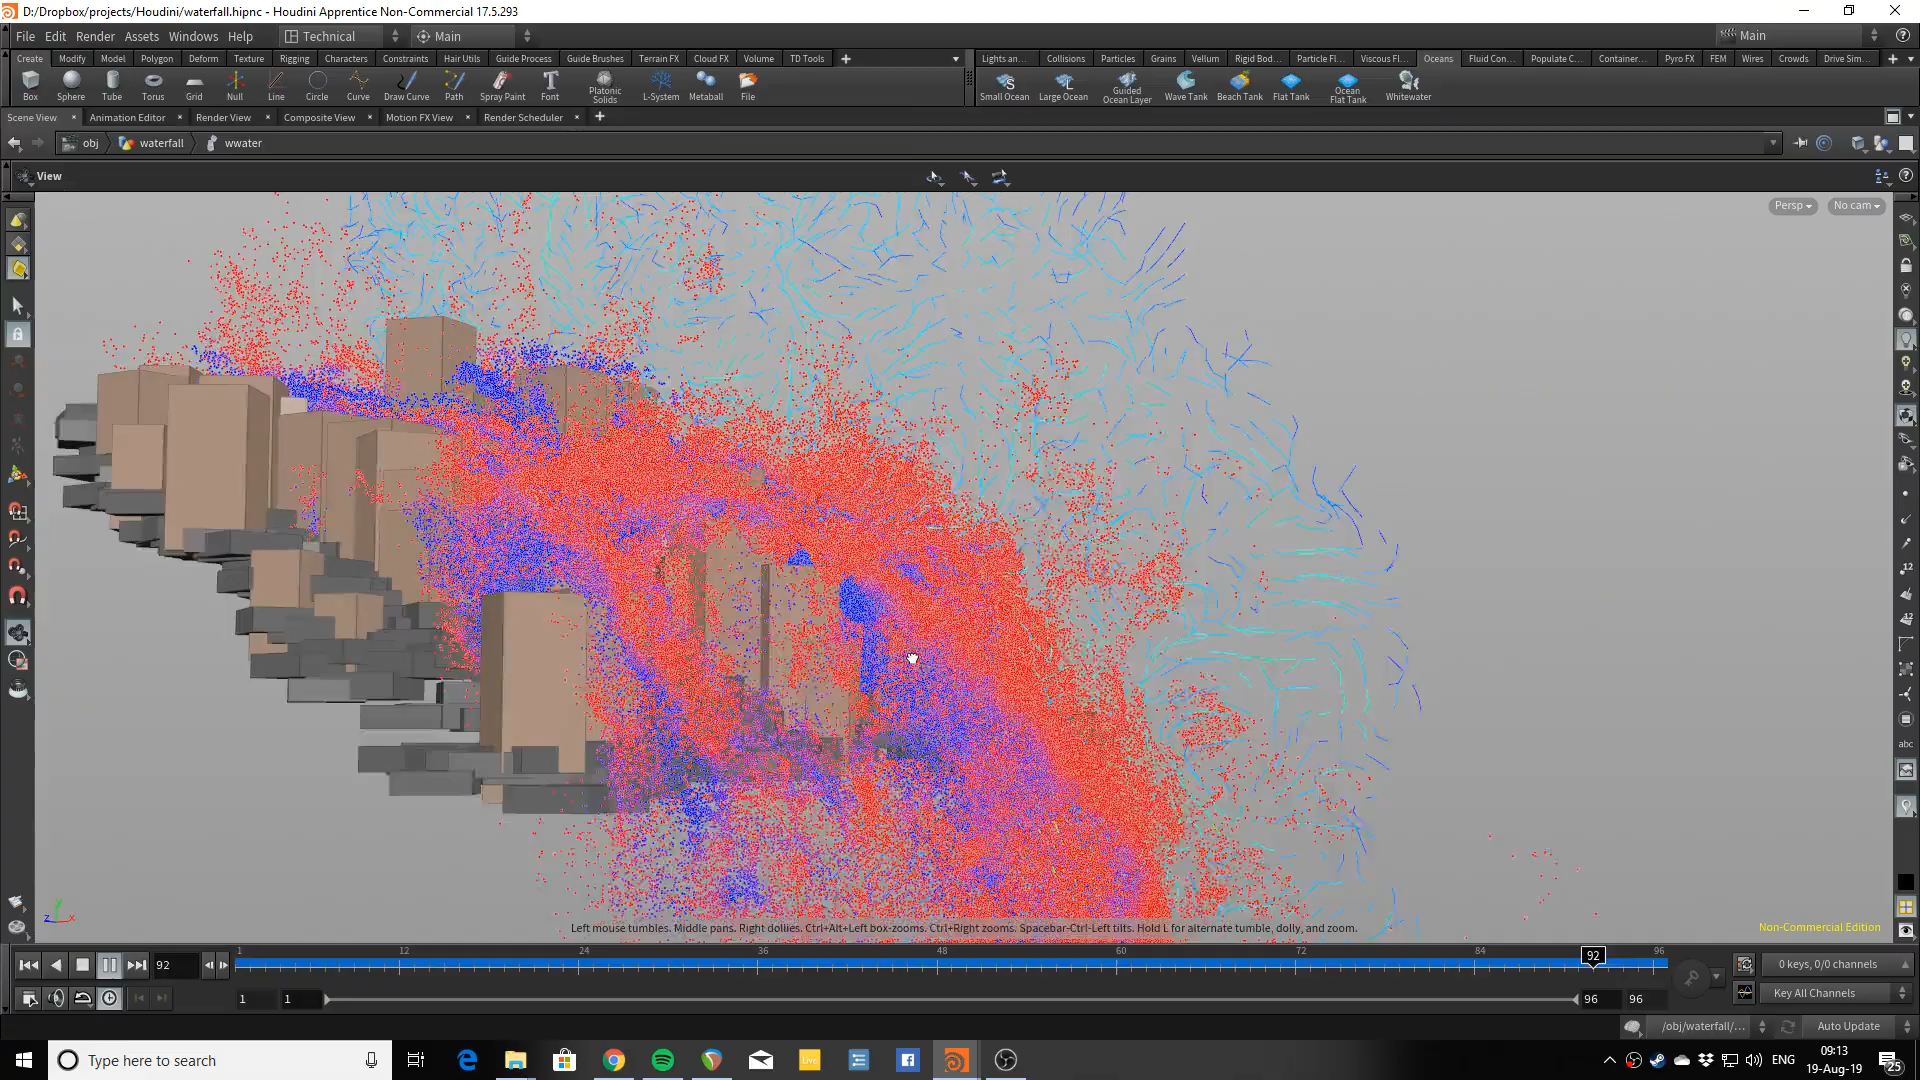 D:/Dropbox/projects/Houdini/waterfall.hipnc - Houdini Apprentice Non-Commercial 17.5.293
File Edit Render Assets Windows Help Technical Main Main
Create Modify Model Polygon Deform Texture Rigging Characters Constraints Hair Utils Guide Process Guide Brushes Terrain FX Cloud FX Volume TD Tools
Lights an... Collisions Particles Grains Vellum Rigid Bod... Particle Fl... Viscous Fl... Oceans Fluid Con... Populate C... Container... Pyro FX FEM Wires Crowds Drive Sim...
Box Sphere Tube Torus Grid Null Line Circle Curve Draw Curve Path Spray Paint Font Platonic Solids L-System Metaball File
Small Ocean Large Ocean Guided Ocean Layer Wave Tank Beach Tank Flat Tank Ocean Flat Tank Whitewater
Scene View Animation Editor Render View Composite View Motion FX View Render Scheduler
obj waterfall wwater
View
Persp No cam
12
12
abc
z y x
Left mouse tumbles. Middle pans. Right dollies. Ctrl+Alt+Left box-zooms. Ctrl+Right zooms. Spacebar-Ctrl-Left tilts. Hold L for alternate tumble, dolly, and zoom.
Non-Commercial Edition
92 1 12 24 36 48 60 72 84 92 96 0 keys, 0/0 channels
1 1 96 96 Key All Channels
/obj/waterfall/... Auto Update
Type here to search Live ENG 09:13
19-Aug-19 25